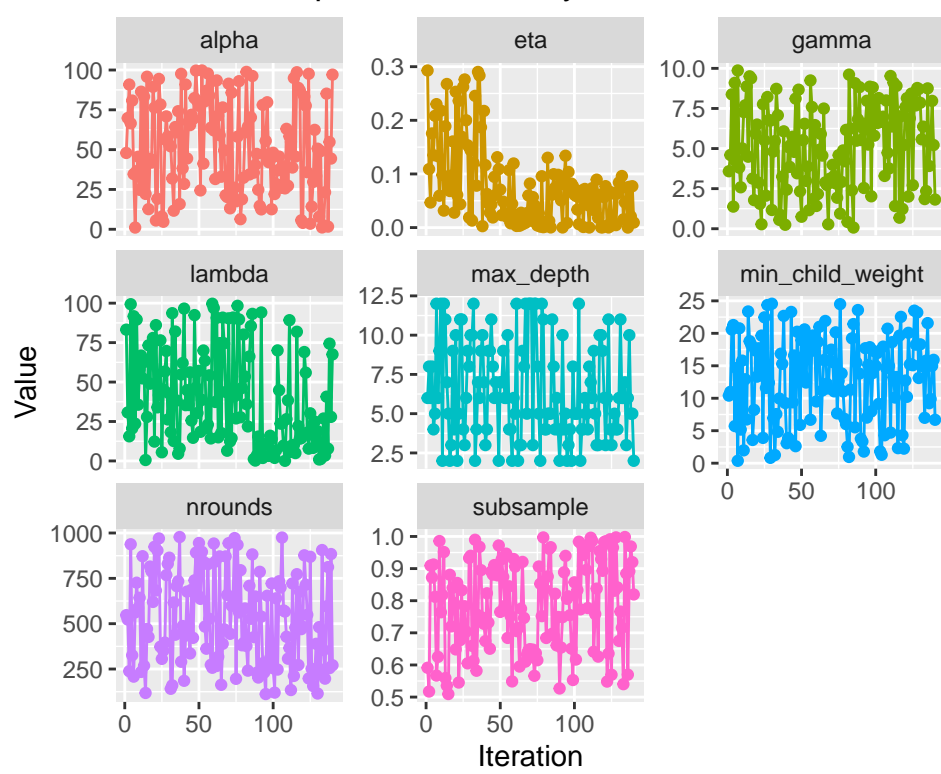 alpha eta gamma
100 75 50 25 0
0.3 0.2 0.1 0.0
10.0 7.5 5.0 2.5 0.0
lambda max_depth min_child_weight
100 75 50 25 0
12.5 10.0 7.5 5.0 2.5
25 20 15 10 5 0
0 50 100
Value
nrounds subsample
1000 750 500 250
1.0 0.9 0.8 0.7 0.6 0.5
0 50 100 0 50 100
Iteration